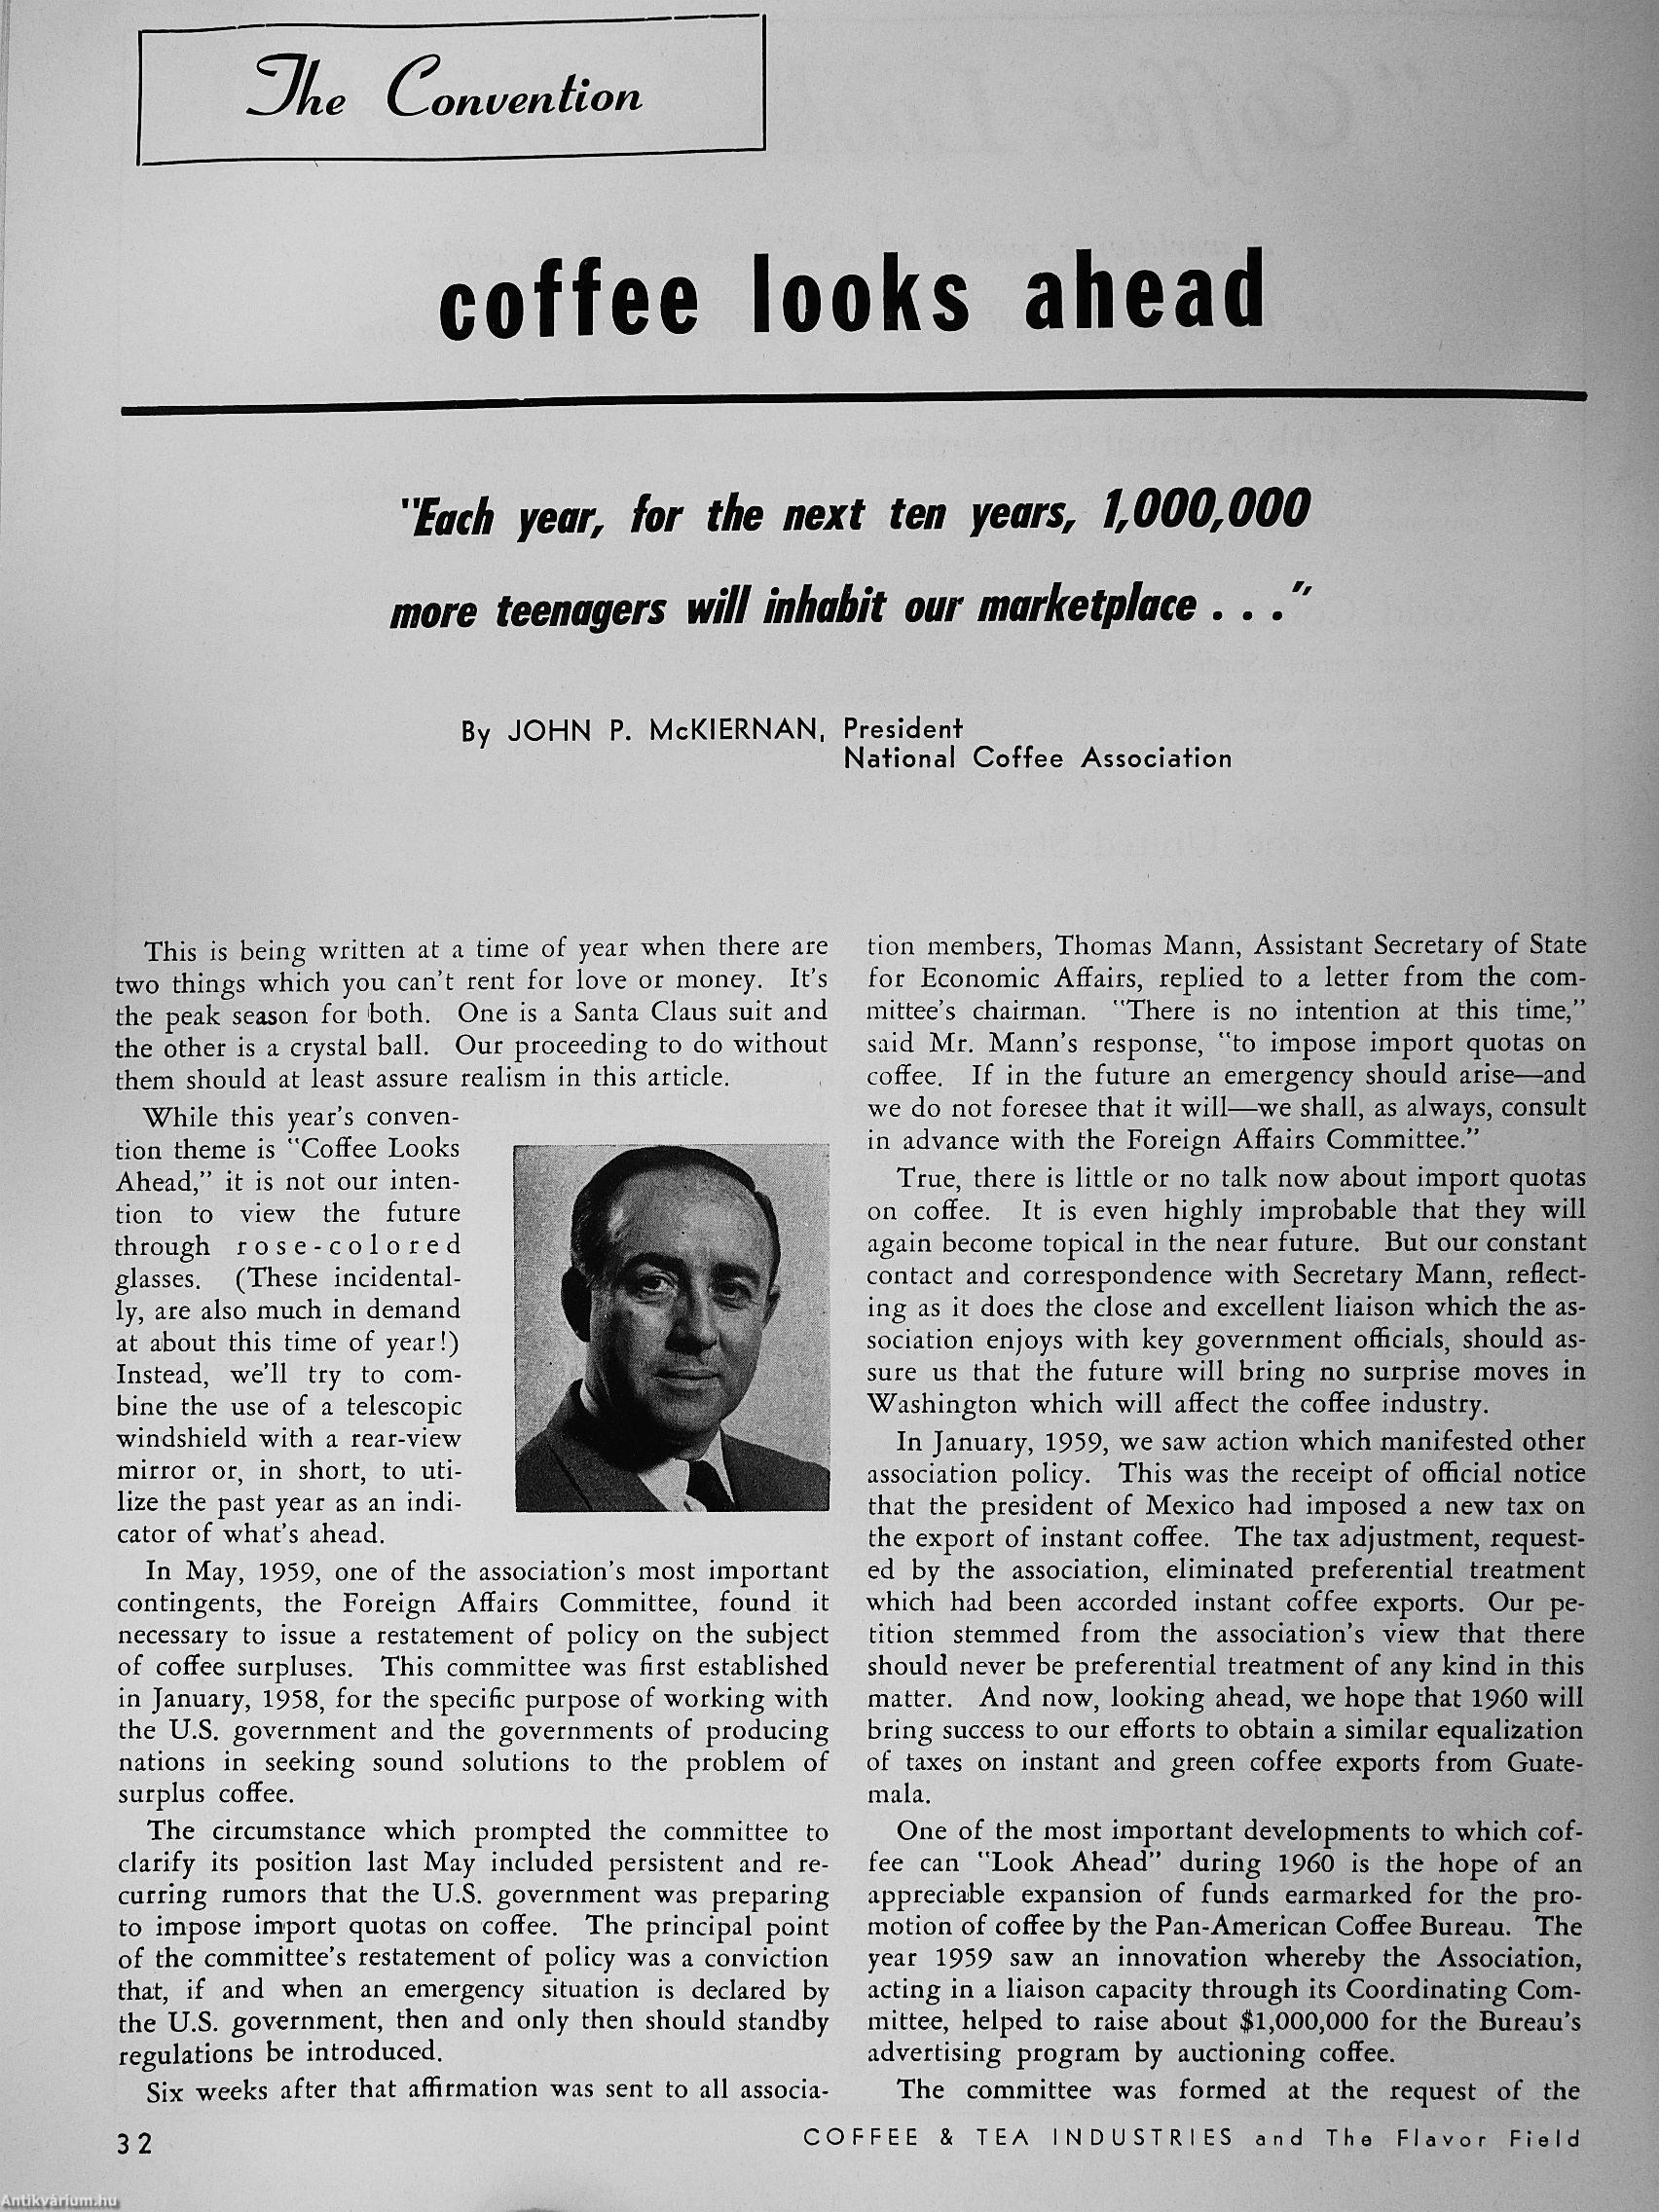 The Convention
coffee looks ahead
"Each year, for the next ten years, 1,000,000
more teenagers will inhabit our marketplace . . ."
By JOHN P. McKIERNAN, President
National Coffee Association
This is being written at a time of year when there are
two things which you can't rent for love or money. It's
the peak season for both. One is a Santa Claus suit and
the other is a crystal ball. Our proceeding to do without
them should at least assure realism in this article.
While this year's conven-
tion theme is "Coffee Looks
Ahead," it is not our inten-
tion to view the future
through rose-colored
glasses. (These incidental-
ly, are also much in demand
at about this time of year!)
Instead, we'll try to com-
bine the use of a telescopic
windshield with a rear-view
mirror or, in short, to uti-
lize the past year as an indi-
cator of what's ahead.
In May, 1959, one of the association's most important
contingents, the Foreign Affairs Committee, found it
necessary to issue a restatement of policy on the subject
of coffee surpluses. This committee was first established
in January, 1958, for the specific purpose of working with
the U.S. government and the governments of producing
nations in seeking sound solutions to the problem of
surplus coffee.
The circumstance which prompted the committee to
clarify its position last May included persistent and re-
curring rumors that the U.S. government was preparing
to impose import quotas on coffee. The principal point
of the committee's restatement of policy was a conviction
that, if and when an emergency situation is declared by
the U.S. government, then and only then should standby
regulations be introduced.
Six weeks after that affirmation was sent to all associa-
tion members, Thomas Mann, Assistant Secretary of State
for Economic Affairs, replied to a letter from the com-
mittee's chairman. "There is no intention at this time,"
said Mr. Mann's response, "to impose import quotas on
coffee. If in the future an emergency should arise—and
we do not foresee that it will—we shall, as always, consult
in advance with the Foreign Affairs Committee."
True, there is little or no talk now about import quotas
on coffee. It is even highly improbable that they will
again become topical in the near future. But our constant
contact and correspondence with Secretary Mann, reflect-
ing as it does the close and excellent liaison which the as-
sociation enjoys with key government officials, should as-
sure us that the future will bring no surprise moves in
Washington which will affect the coffee industry.
In January, 1959, we saw action which manifested other
association policy. This was the receipt of official notice
that the president of Mexico had imposed a new tax on
the export of instant coffee. The tax adjustment, request-
ed by the association, eliminated preferential treatment
which had been accorded instant coffee exports. Our pe-
tition stemmed from the association's view that there
should never be preferential treatment of any kind in this
matter. And now, looking ahead, we hope that 1960 will
bring success to our efforts to obtain a similar equalization
of taxes on instant and green coffee exports from Guate-
mala.
One of the most important developments to which cof-
fee can "Look Ahead" during 1960 is the hope of an
appreciable expansion of funds earmarked for the pro-
motion of coffee by the Pan-American Coffee Bureau. The
year 1959 saw an innovation whereby the Association,
acting in a liaison capacity through its Coordinating Com-
mittee, helped to raise about $1,000,000 for the Bureau's
advertising program by auctioning coffee.
The committee was formed at the request of the
32
COFFEE & TEA INDUSTRIES and The Flavor Field
Antikvárium.hu